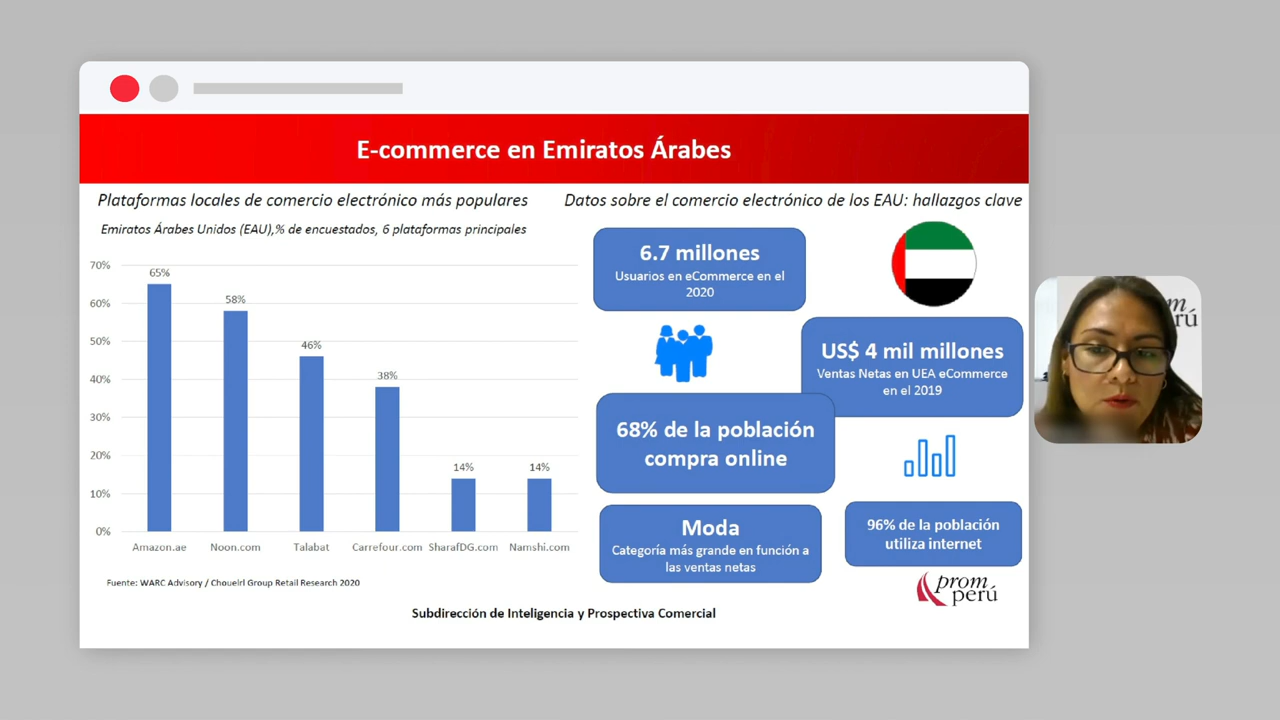 E-commerce en Emiratos Árabes
Plataformas locales de comercio electrónico más populares
Emiratos Árabes Unidos (EAU),% de encuestados, 6 plataformas principales
70%
60%
50%
40%
30%
20%
10%
0%
65%
58%
46%
38%
14%
14%
Amazon.ae
Noon.com
Talabat
Carrefour.com
SharafDG.com
Namshi.com
Fuente: WARC Advisory / Choueirl Group Retail Research 2020
Datos sobre el comercio electrónico de los EAU: hallazgos clave
6.7 millones
Usuarios en eCommerce en el
2020
US$ 4 mil millones
Ventas Netas en UEA eCommerce
en el 2019
68% de la población
compra online
Moda
Categoría más grande en función a
las ventas netas
96% de la población
utiliza internet
prom
perú
Subdirección de Inteligencia y Prospectiva Comercial